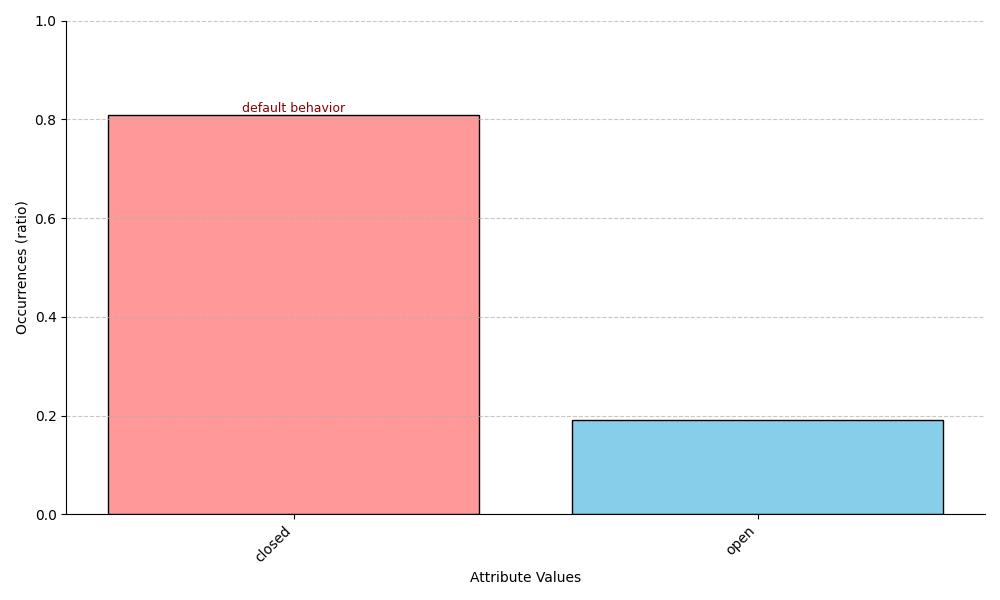 1.0
default behavior
0.8
0.6
0.4
0.2
0.0
Occurrences (ratio)
closed
open
Attribute Values